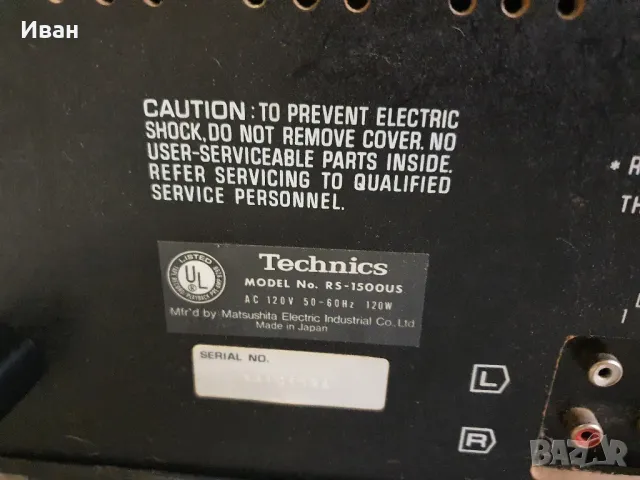 Иван
CAUTION: TO PREVENT ELECTRIC
SHOCK, DO NOT REMOVE COVER. NO
USER-SERVICEABLE PARTS INSIDE.
REFER SERVICING TO QUALIFIED
SERVICE PERSONNEL.
* R
TH
LISTED
UL
Technics
MODEL No. RS-1500US
AC 120V 50-60Hz 120W
Mfr'd by Matsushita Electric Industrial Co., Ltd.
Made in Japan
SERIAL NO.
L
R
BAZAR